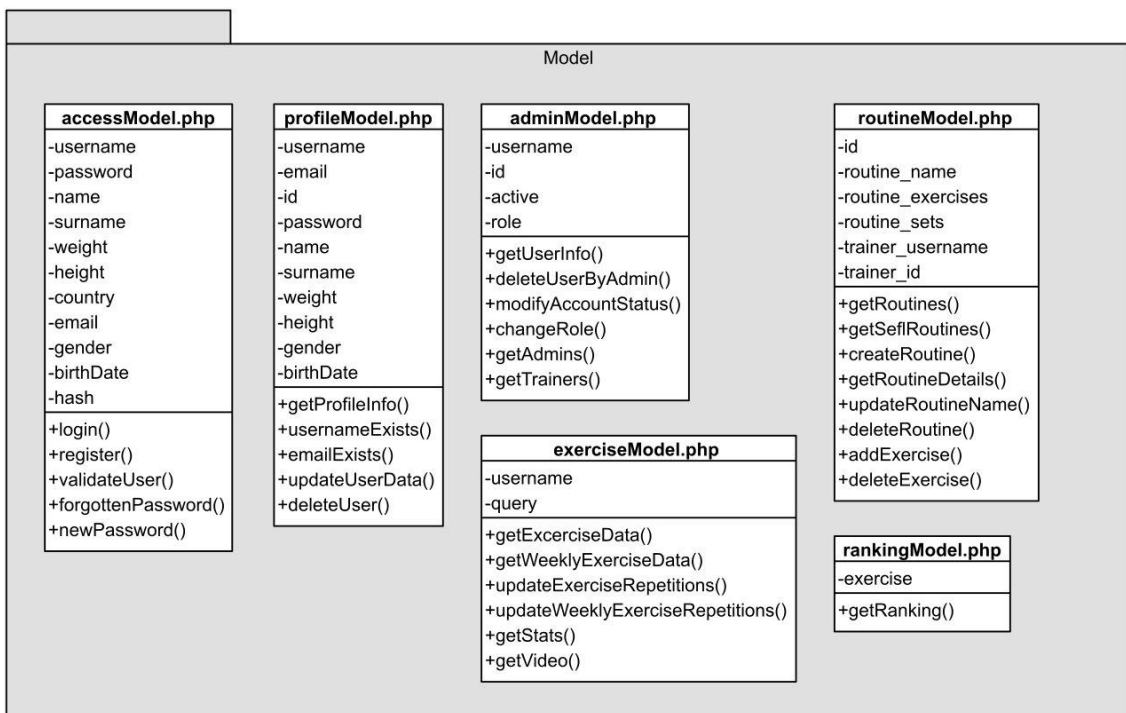 Model
accessModel.php
-username
-password
-name
-surname
-weight
-height
-country
-email
-gender
-birthDate
-hash
+login()
+register()
+validateUser()
+forgottenPassword()
+newPassword()
profileModel.php
-username
-email
-id
-password
-name
-surname
-weight
-height
-gender
-birthDate
+getProfileInfo()
+usernameExists()
+emailExists()
+updateUserData()
+deleteUser()
adminModel.php
-username
-id
-active
-role
+getUserInfo()
+deleteUserByAdmin()
+modifyAccountStatus()
+changeRole()
+getAdmins()
+getTrainers()
exerciseModel.php
-username
-query
+getExcerciseData()
+getWeeklyExerciseData()
+updateExerciseRepetitions()
+updateWeeklyExerciseRepetitions()
+getStats()
+getVideo()
routineModel.php
-id
-routine_name
-routine_exercises
-routine_sets
-trainer_username
-trainer_id
+getRoutines()
+getSeflRoutines()
+createRoutine()
+getRoutineDetails()
+updateRoutineName()
+deleteRoutine()
+addExercise()
+deleteExercise()
rankingModel.php
-exercise
+getRanking()